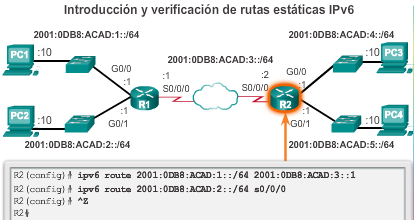 Introducción y verificación de rutas estáticas IPv6
2001:0DB8:ACAD:1::/64
2001:0DB8:ACAD:3::/64
2001:0DB8:ACAD:4::/64
PC1
:10
G0/0
:1
:1
S0/0/0
R1
:1
G0/1
PC2
:10
2001:0DB8:ACAD:2::/64
:2
S0/0/0
R2
G0/0
:1
:10
PC3
:1
G0/1
:10
PC4
2001:0DB8:ACAD:5::/64
R2(config)# ipv6 route 2001:0DB8:ACAD:1::/64 2001:0DB8:ACAD:3::1
R2(config)# ipv6 route 2001:0DB8:ACAD:2::/64 s0/0/0
R2(config)# ^Z
R2#